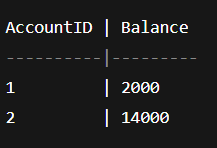 AccountID | Balance
----------|---------
1         | 2000
2         | 14000